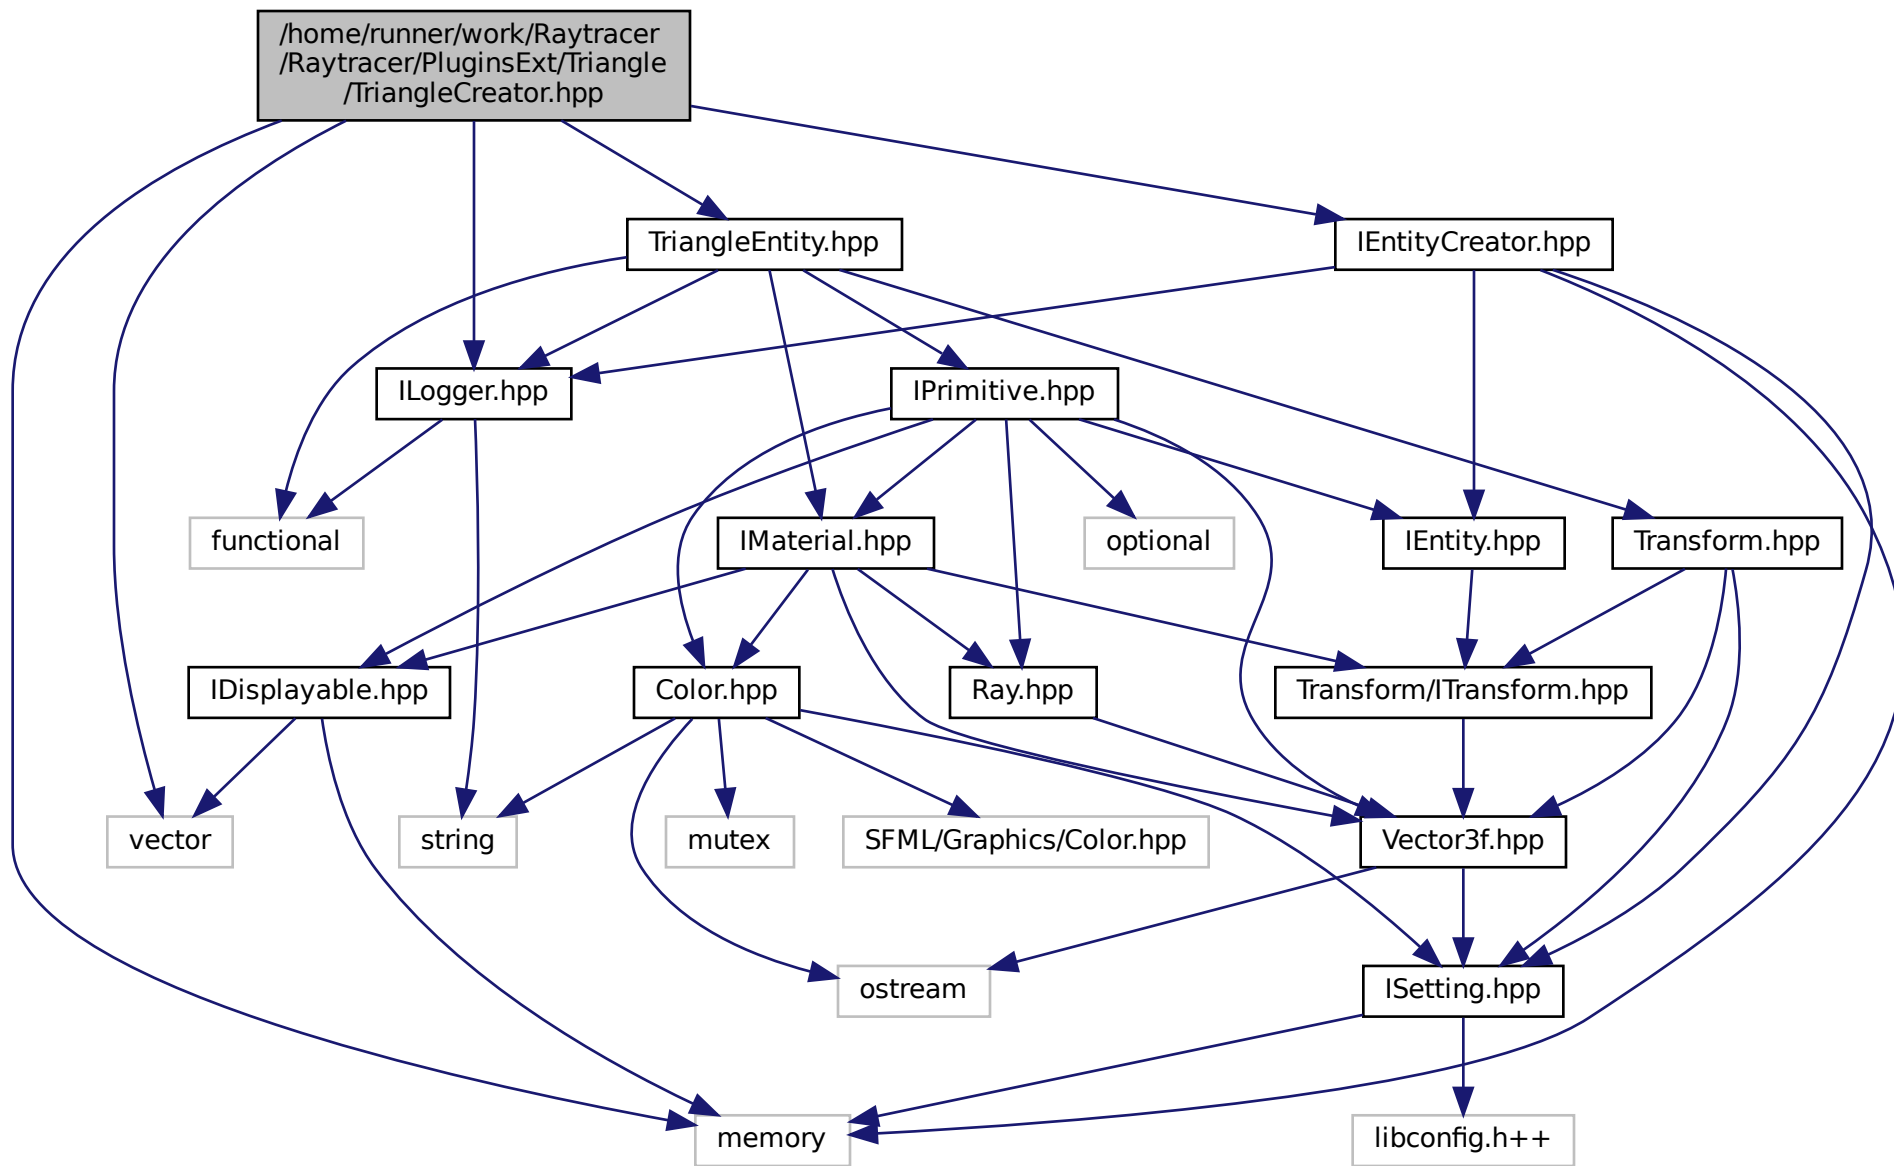 /home/runner/work/Raytracer
/Raytracer/PluginsExt/Triangle
/TriangleCreator.hpp
TriangleEntity.hpp
IEntityCreator.hpp
ILogger.hpp
IPrimitive.hpp
functional
IMaterial.hpp
optional
IEntity.hpp
Transform.hpp
IDisplayable.hpp
Color.hpp
Ray.hpp
Transform/ITransform.hpp
vector
string
mutex
SFML/Graphics/Color.hpp
Vector3f.hpp
ostream
ISetting.hpp
memory
libconfig.h++